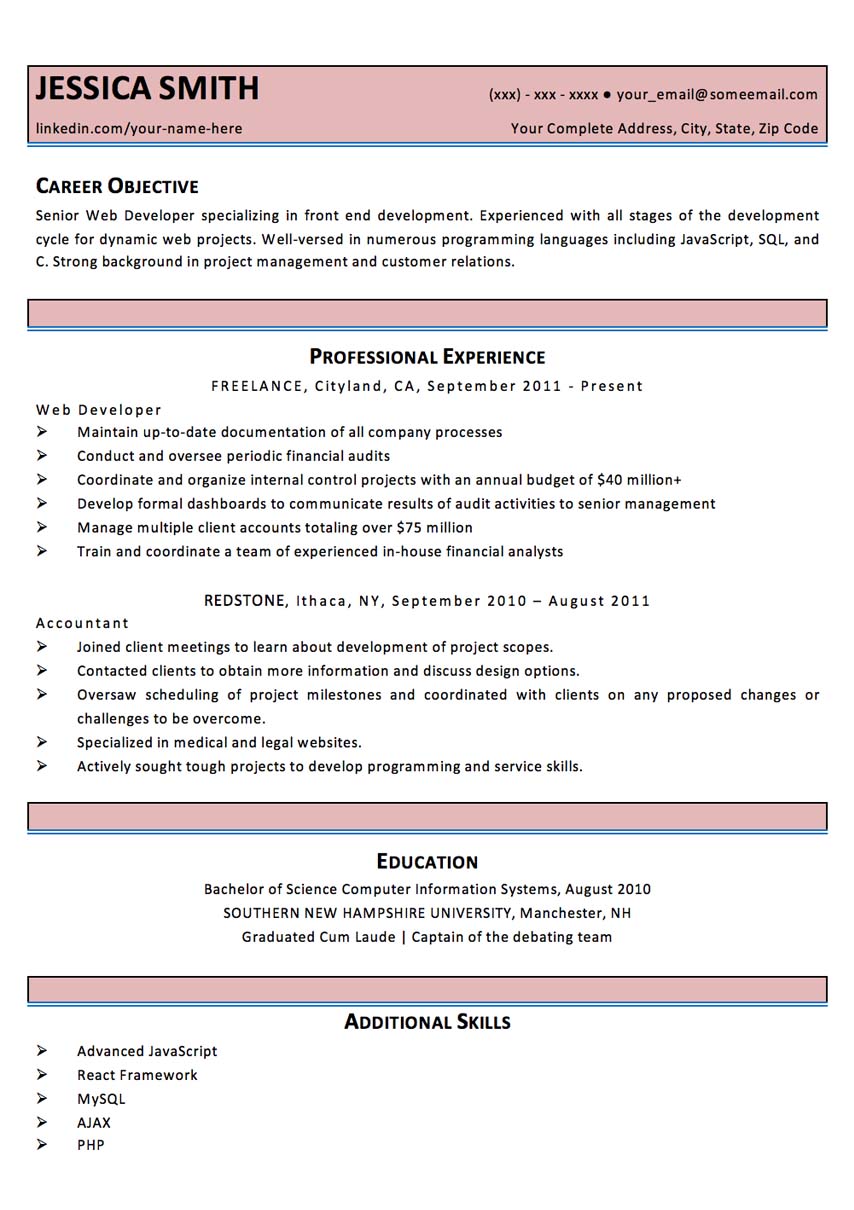 JESSICA SMITH
(xxx) - xxx - xxxx ● your_email@someemail.com
linkedin.com/your-name-here
Your Complete Address, City, State, Zip Code
CAREER OBJECTIVE
Senior Web Developer specializing in front end development. Experienced with all stages of the development
cycle for dynamic web projects. Well-versed in numerous programming languages including JavaScript, SQL, and
C. Strong background in project management and customer relations.
PROFESSIONAL EXPERIENCE
FREELANCE, Cityland, CA, September 2011 - Present
Web Developer
➢ Maintain up-to-date documentation of all company processes
➢ Conduct and oversee periodic financial audits
➢ Coordinate and organize internal control projects with an annual budget of $40 million+
➢ Develop formal dashboards to communicate results of audit activities to senior management
➢ Manage multiple client accounts totaling over $75 million
➢ Train and coordinate a team of experienced in-house financial analysts
REDSTONE, Ithaca, NY, September 2010 – August 2011
Accountant
➢ Joined client meetings to learn about development of project scopes.
➢ Contacted clients to obtain more information and discuss design options.
➢ Oversaw scheduling of project milestones and coordinated with clients on any proposed changes or
challenges to be overcome.
➢ Specialized in medical and legal websites.
➢ Actively sought tough projects to develop programming and service skills.
EDUCATION
Bachelor of Science Computer Information Systems, August 2010
SOUTHERN NEW HAMPSHIRE UNIVERSITY, Manchester, NH
Graduated Cum Laude | Captain of the debating team
ADDITIONAL SKILLS
➢ Advanced JavaScript
➢ React Framework
➢ MySQL
➢ AJAX
➢ PHP